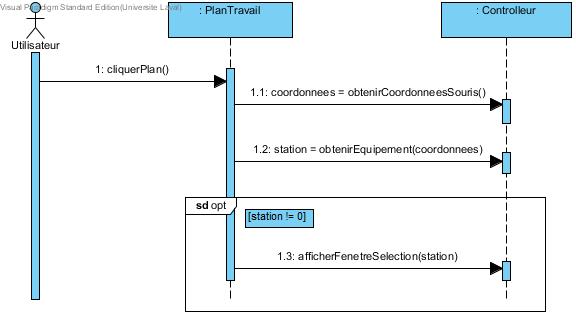 Visual Paradigm Standard Edition(Universite Laval)
: PlanTravail
: Controlleur
Utilisateur
1: cliquerPlan()
1.1: coordonnees = obtenirCoordonneesSouris()
1.2: station = obtenirEquipement(coordonnees)
sd opt
[station != 0]
1.3: afficherFenetreSelection(station)